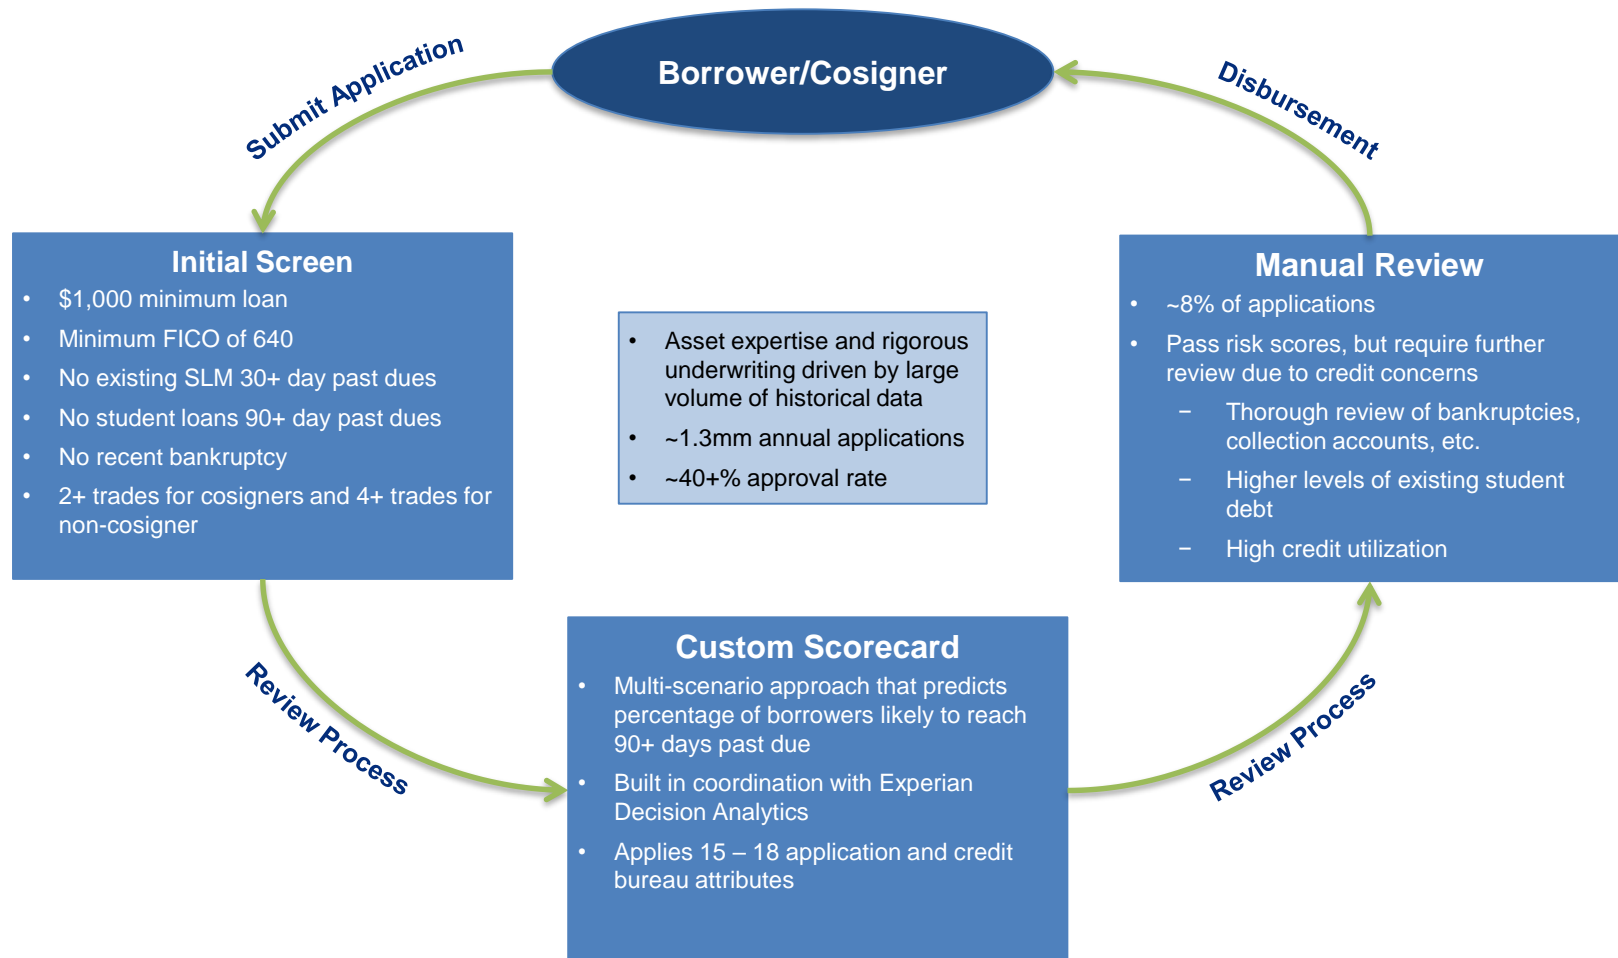 Borrower/Cosigner
Submit Application
Disbursement
Initial Screen
• $1,000 minimum loan
• Minimum FICO of 640
• No existing SLM 30+ day past dues
• No student loans 90+ day past dues
• No recent bankruptcy
• 2+ trades for cosigners and 4+ trades for
non-cosigner
• Asset expertise and rigorous
underwriting driven by large
volume of historical data
• ~1.3mm annual applications
• ~40+% approval rate
Manual Review
• ~8% of applications
• Pass risk scores, but require further
review due to credit concerns
− Thorough review of bankruptcies,
collection accounts, etc.
− Higher levels of existing student
debt
− High credit utilization
Review Process
Custom Scorecard
• Multi-scenario approach that predicts
percentage of borrowers likely to reach
90+ days past due
• Built in coordination with Experian
Decision Analytics
• Applies 15 – 18 application and credit
bureau attributes
Review Process